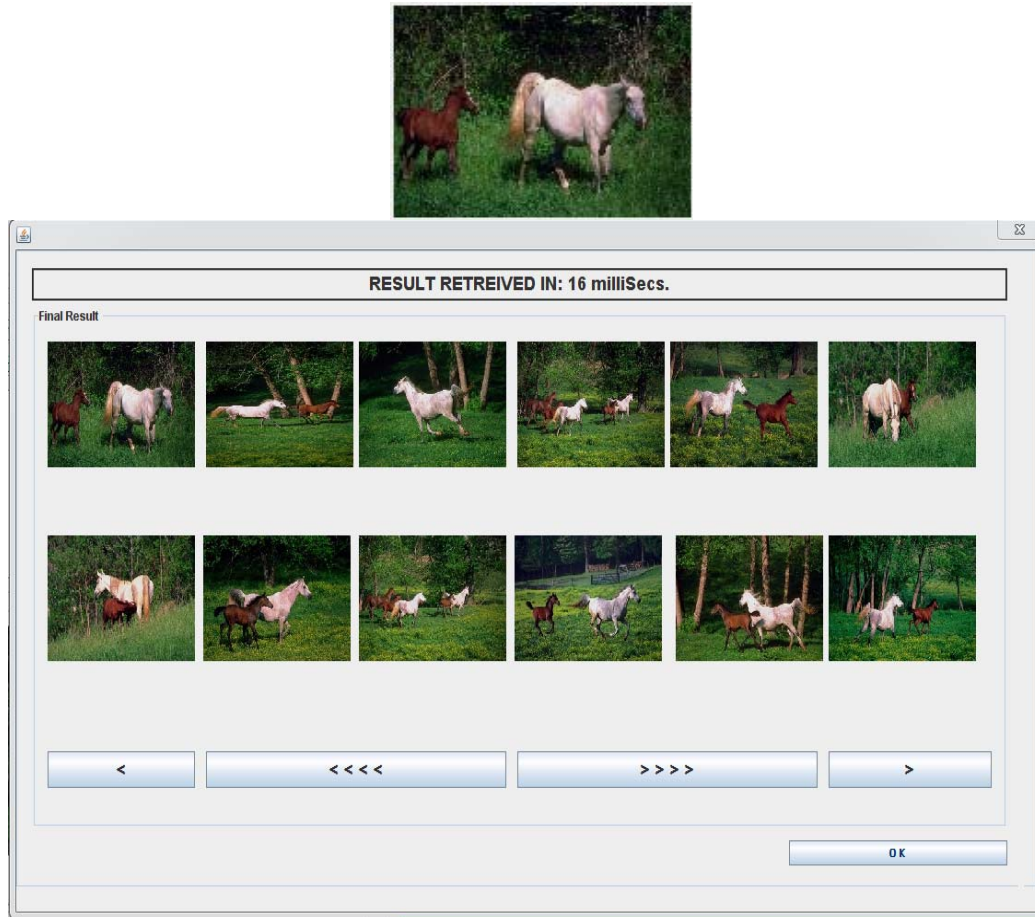 RESULT RETREIVED IN: 16 milliSecs.
Final Result
<
< < < <
> > > >
>
OK